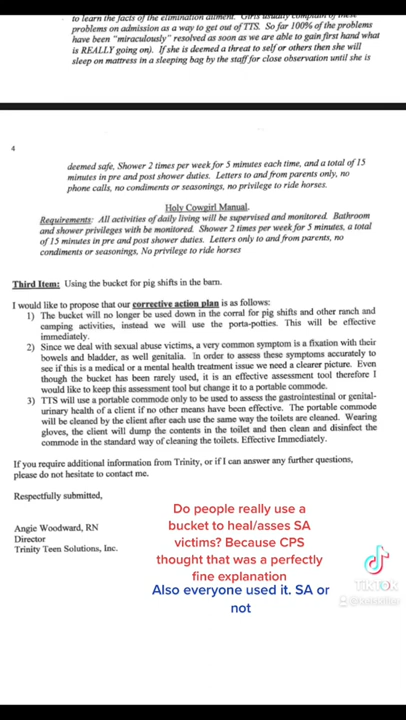 to learn the facts of the elimination ailment. Girls usually complain of these
problems on admission as a way to get out of TTS. So far 100% of the problems
have been "miraculously" resolved as soon as we are able to gain first hand what
is REALLY going on). If she is deemed a threat to self or others then she will
sleep on mattress in a sleeping bag by the staff for close observation until she is
4
deemed safe, Shower 2 times per week for 5 minutes each time, and a total of 15
minutes in pre and post shower duties. Letters to and from parents only, no
phone calls, no condiments or seasonings, no privilege to ride horses.
Holy Cowgirl Manual.
Requirements: All activities of daily living will be supervised and monitored. Bathroom
and shower privileges with be monitored. Shower 2 times per week for 5 minutes, a total
of 15 minutes in pre and post shower duties. Letters only to and from parents, no
condiments or seasonings, No privilege to ride horses
Third Item: Using the bucket for pig shifts in the barn.
I would like to propose that our corrective action plan is as follows:
1) The bucket will no longer be used down in the corral for pig shifts and other ranch and
camping activities, instead we will use the porta-potties. This will be effective
immediately.
2) Since we deal with sexual abuse victims, a very common symptom is a fixation with their
bowels and bladder, as well genitalia. In order to assess these symptoms accurately to
see if this is a medical or a mental health treatment issue we need a clearer picture. Even
though the bucket has been rarely used, it is an effective assessment tool therefore I
would like to keep this assessment tool but change it to a portable commode.
3) TTS will use a portable commode only to be used to assess the gastrointestinal or genital-
urinary health of a client if no other means have been effective. The portable commode
will be cleaned by the client after each use the same way the toilets are cleaned. Wearing
gloves, the client will dump the contents in the toilet and then clean and disinfect the
commode in the standard way of cleaning the toilets. Effective Immediately.
If you require additional information from Trinity, or if I can answer any further questions,
please do not hesitate to contact me.
Respectfully submitted,
Angie Woodward, RN
Director
Trinity Teen Solutions, Inc.
Do people really use a
bucket to heal/asses SA
victims? Because CPS
thought that was a perfectly
fine explanation
Also everyone used it. SA or
not
TikTok